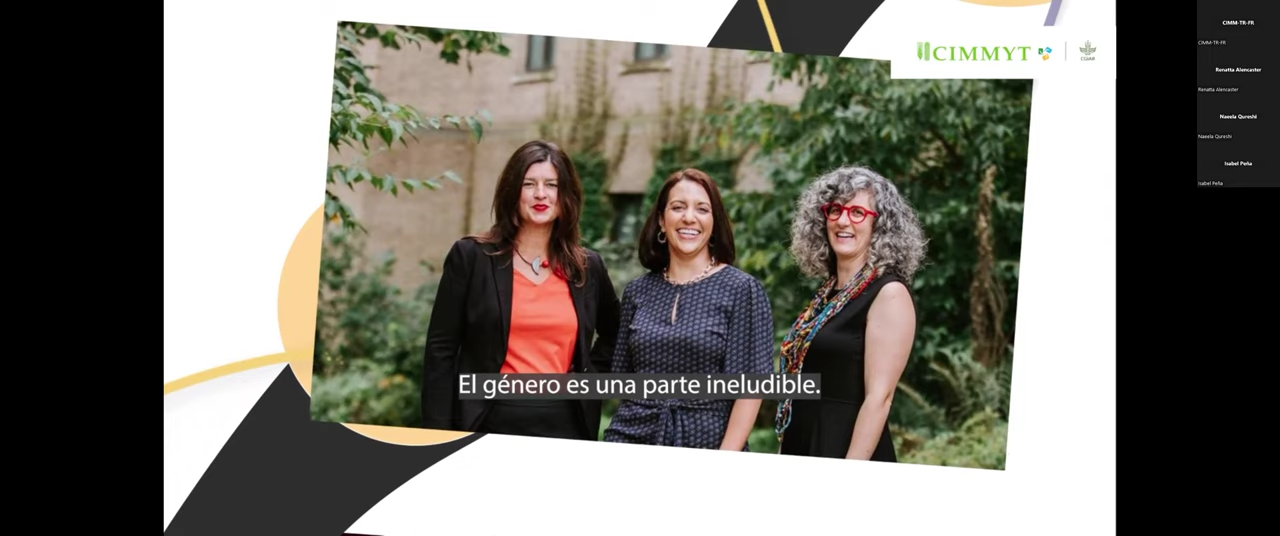 CIMMYT
CGIAR
El género es una parte ineludible.
CIMM-TR-FR
CIMM-TR-FR
Renatta Alencaster
Renatta Alencaster
Naeela Qureshi
Naeela Qureshi
Isabel Peña
Isabel Peña